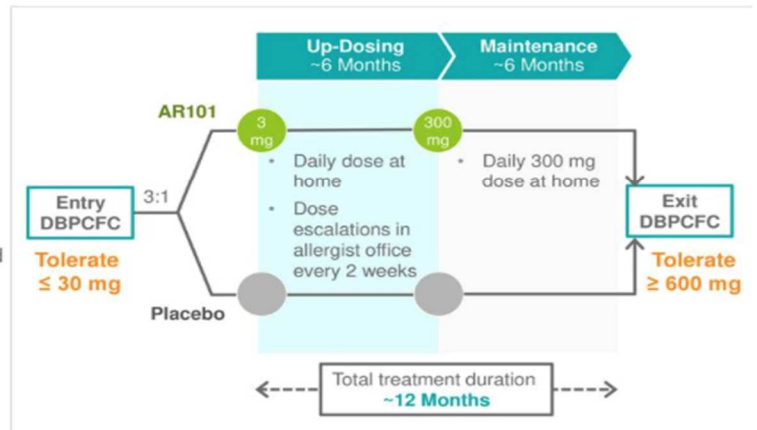 Up-Dosing
~6 Months
Maintenance
~6 Months
AR101
3
mg
300
mg
• Daily dose at
home
• Dose
escalations in
allergist office
every 2 weeks
• Daily 300 mg
dose at home
Entry
DBPCFC
3:1
Tolerate
≤ 30 mg
Exit
DBPCFC
Tolerate
≥ 600 mg
Placebo
Total treatment duration
~12 Months